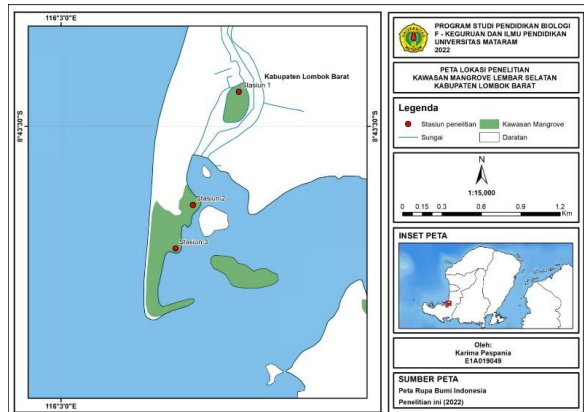 116°3'0"E
8°43'30"S
Kabupaten Lombok Barat
Stasiun 1
Stasiun 2
Stasiun 3
8°43'30"S
116°3'0"E
PROGRAM STUDI PENDIDIKAN BIOLOGI
F - KEGURUAN DAN ILMU PENDIDIKAN
UNIVERSITAS MATARAM
2022
PETA LOKASI PENELITIAN
KAWASAN MANGROVE LEMBAR SELATAN
KABUPATEN LOMBOK BARAT
Legenda
Stasiun penelitian
Kawasan Mangrove
Sungai
Daratan
N
1:15,000
0 0.15 0.3 0.6 0.9 1.2
Km
INSET PETA
Oleh:
Karima Paspania
E1A019049
SUMBER PETA
Peta Rupa Bumi Indonesia
Penelitian ini (2022)